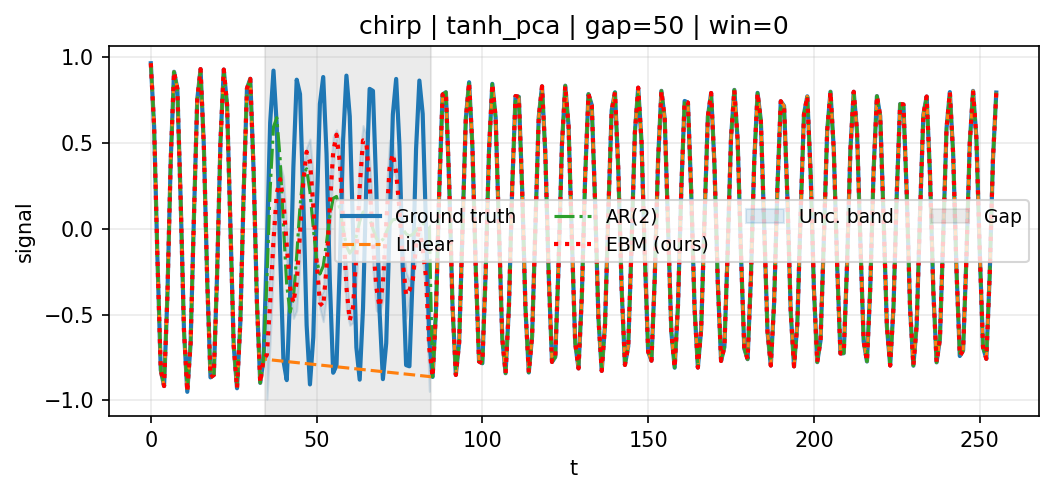 chirp | tanh_pca | gap=50 | win=0
signal
1.0
0.5
0.0
−0.5
−1.0
Ground truth
Linear
AR(2)
EBM (ours)
Unc. band
Gap
0 50 100 150 200 250
t